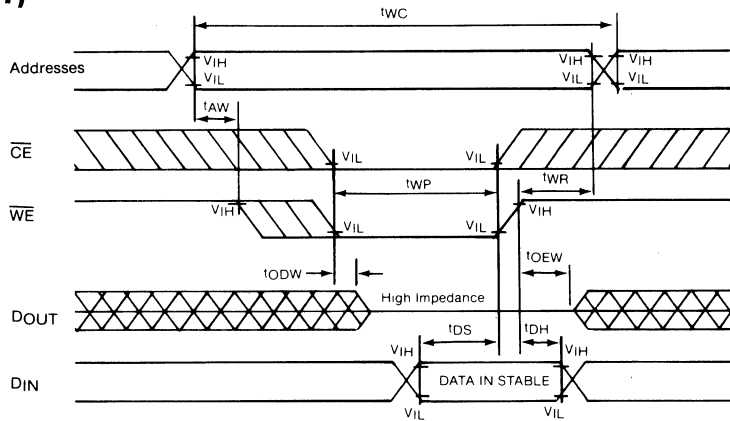 tWC
Addresses
VIH
VIL
VIH
VIL
VIH
VIL
tAW
CE
VIL
VIL
tWP
tWR
WE
VIH
VIL
VIL
VIH
tODW
tOEW
DOUT
High Impedance
tDS
tDH
VIH
VIH
DIN
DATA IN STABLE
VIL
VIL